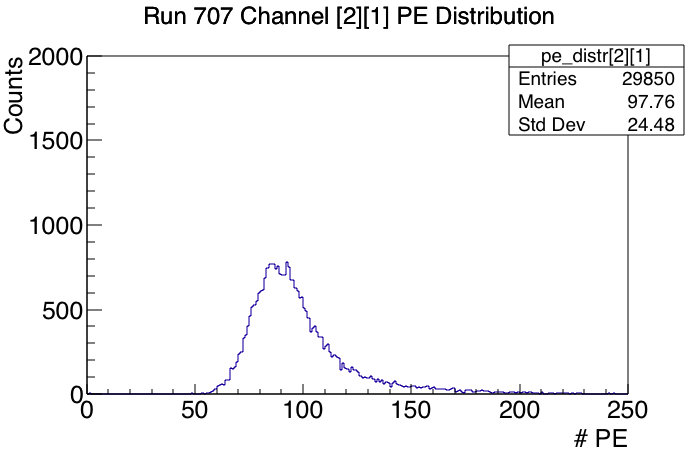 Run 707 Channel [2][1] PE Distribution
pe_distr[2][1]
Entries 29850
Mean 97.76
Std Dev 24.48
Counts
2000
1500
1000
500
0
0 50 100 150 200 250
# PE